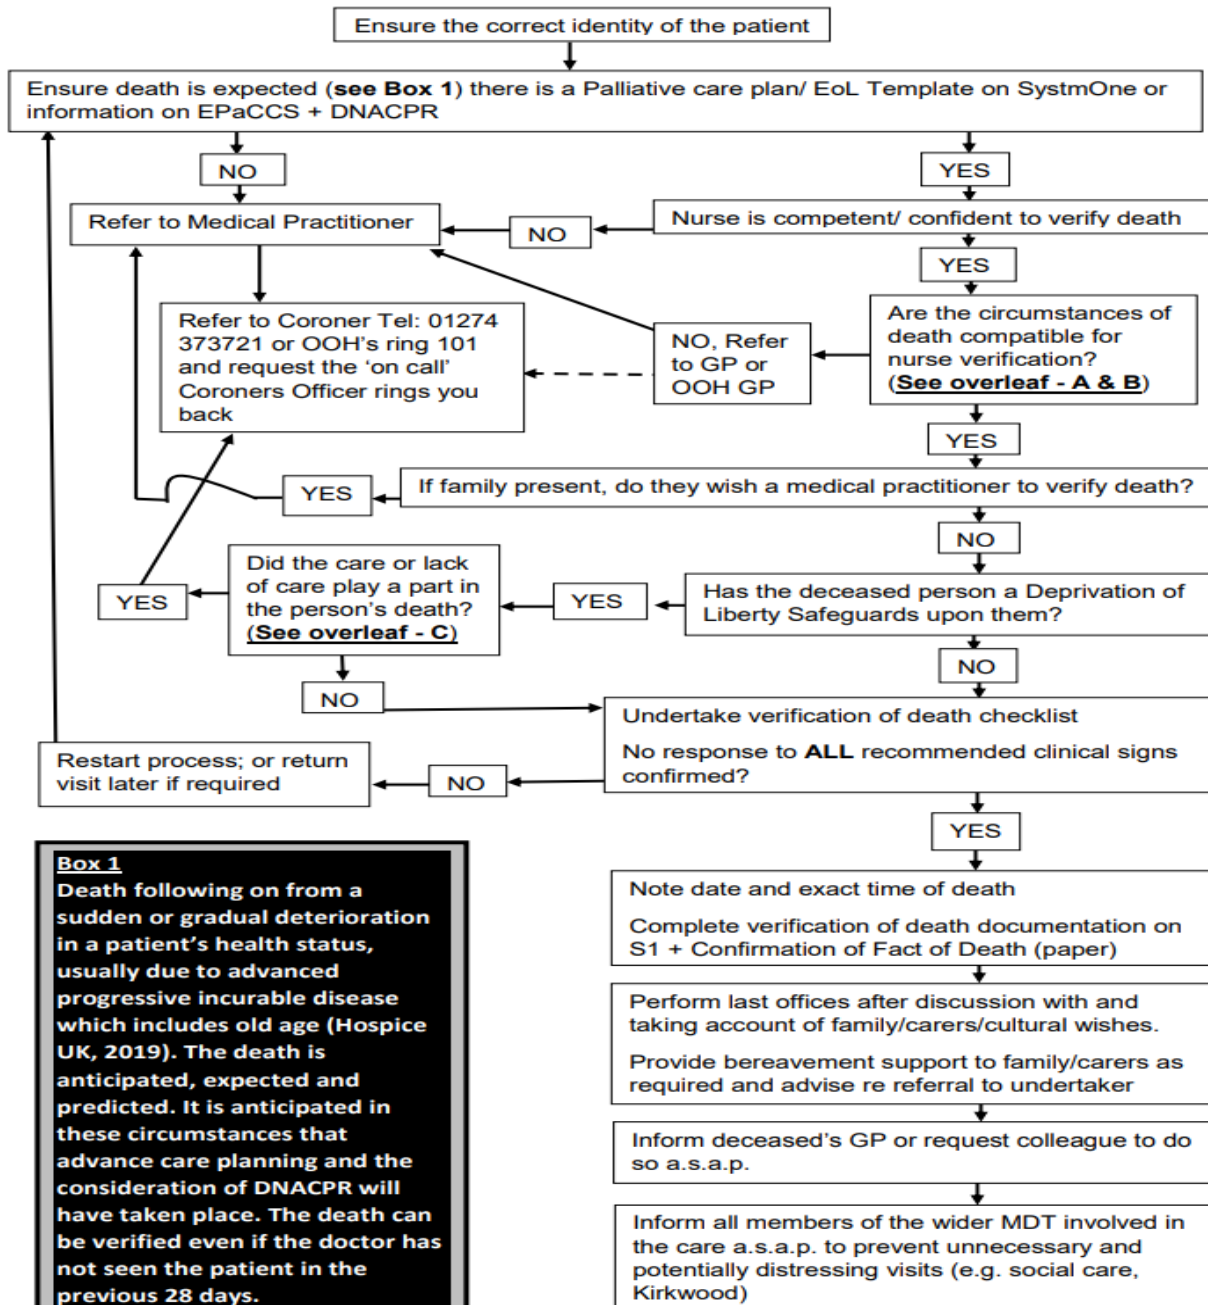 Ensure the correct identity of the patient
Ensure death is expected (see Box 1) there is a Palliative care plan/ EoL Template on SystmOne or
information on EPaCCS + DNACPR
NO
YES
Refer to Medical Practitioner
NO
Nurse is competent/ confident to verify death
YES
Refer to Coroner Tel: 01274
373721 or OOH's ring 101
and request the 'on call'
Coroners Officer rings you
back
NO, Refer
to GP or
OOH GP
Are the circumstances of
death compatible for
nurse verification?
(See overleaf - A & B)
YES
YES
If family present, do they wish a medical practitioner to verify death?
NO
YES
Did the care or lack
of care play a part in
the person's death?
(See overleaf - C)
YES
Has the deceased person a Deprivation of
Liberty Safeguards upon them?
NO
NO
Undertake verification of death checklist
No response to ALL recommended clinical signs
confirmed?
Restart process; or return
visit later if required
NO
YES
Box 1
Death following on from a
sudden or gradual deterioration
in a patient's health status,
usually due to advanced
progressive incurable disease
which includes old age (Hospice
UK, 2019). The death is
anticipated, expected and
predicted. It is anticipated in
these circumstances that
advance care planning and the
consideration of DNACPR will
have taken place. The death can
be verified even if the doctor has
not seen the patient in the
previous 28 days.
Note date and exact time of death
Complete verification of death documentation on
S1 + Confirmation of Fact of Death (paper)
Perform last offices after discussion with and
taking account of family/carers/cultural wishes.
Provide bereavement support to family/carers as
required and advise re referral to undertaker
Inform deceased's GP or request colleague to do
so a.s.a.p.
Inform all members of the wider MDT involved in
the care a.s.a.p. to prevent unnecessary and
potentially distressing visits (e.g. social care,
Kirkwood)